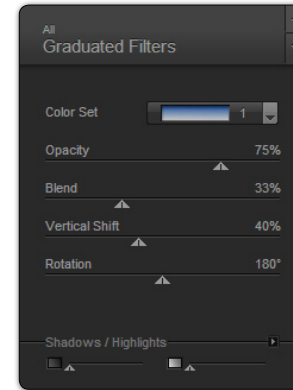 All
Graduated Filters
Color Set 1
Opacity 75%
Blend 33%
Vertical Shift 40%
Rotation 180°
Shadows / Highlights